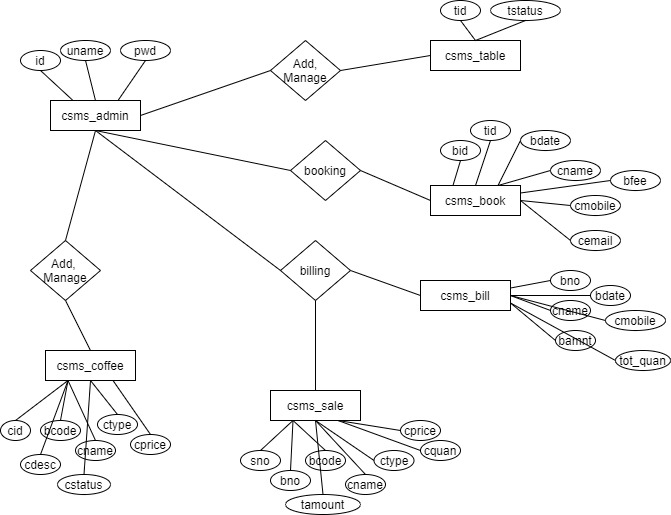 tid
tstatus
id
uname
pwd
Add,
Manage
csms_table
csms_admin
tid
bdate
bid
cname
booking
bfee
csms_book
cmobile
cemail
Add,
Manage
billing
bno
csms_bill
bdate
cname
cmobile
bamnt
tot_quan
csms_coffee
csms_sale
cid
bcode
ctype
cprice
cname
cdesc
cstatus
cprice
cquan
sno
bcode
ctype
bno
cname
tamount